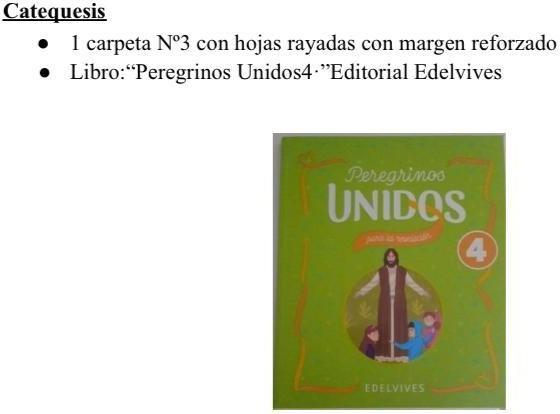 Catequesis
● 1 carpeta Nº3 con hojas rayadas con margen reforzado
● Libro:“Peregrinos Unidos4·”Editorial Edelvives
Peregrinos
UNIDOS
para la
4
EDELVIVES